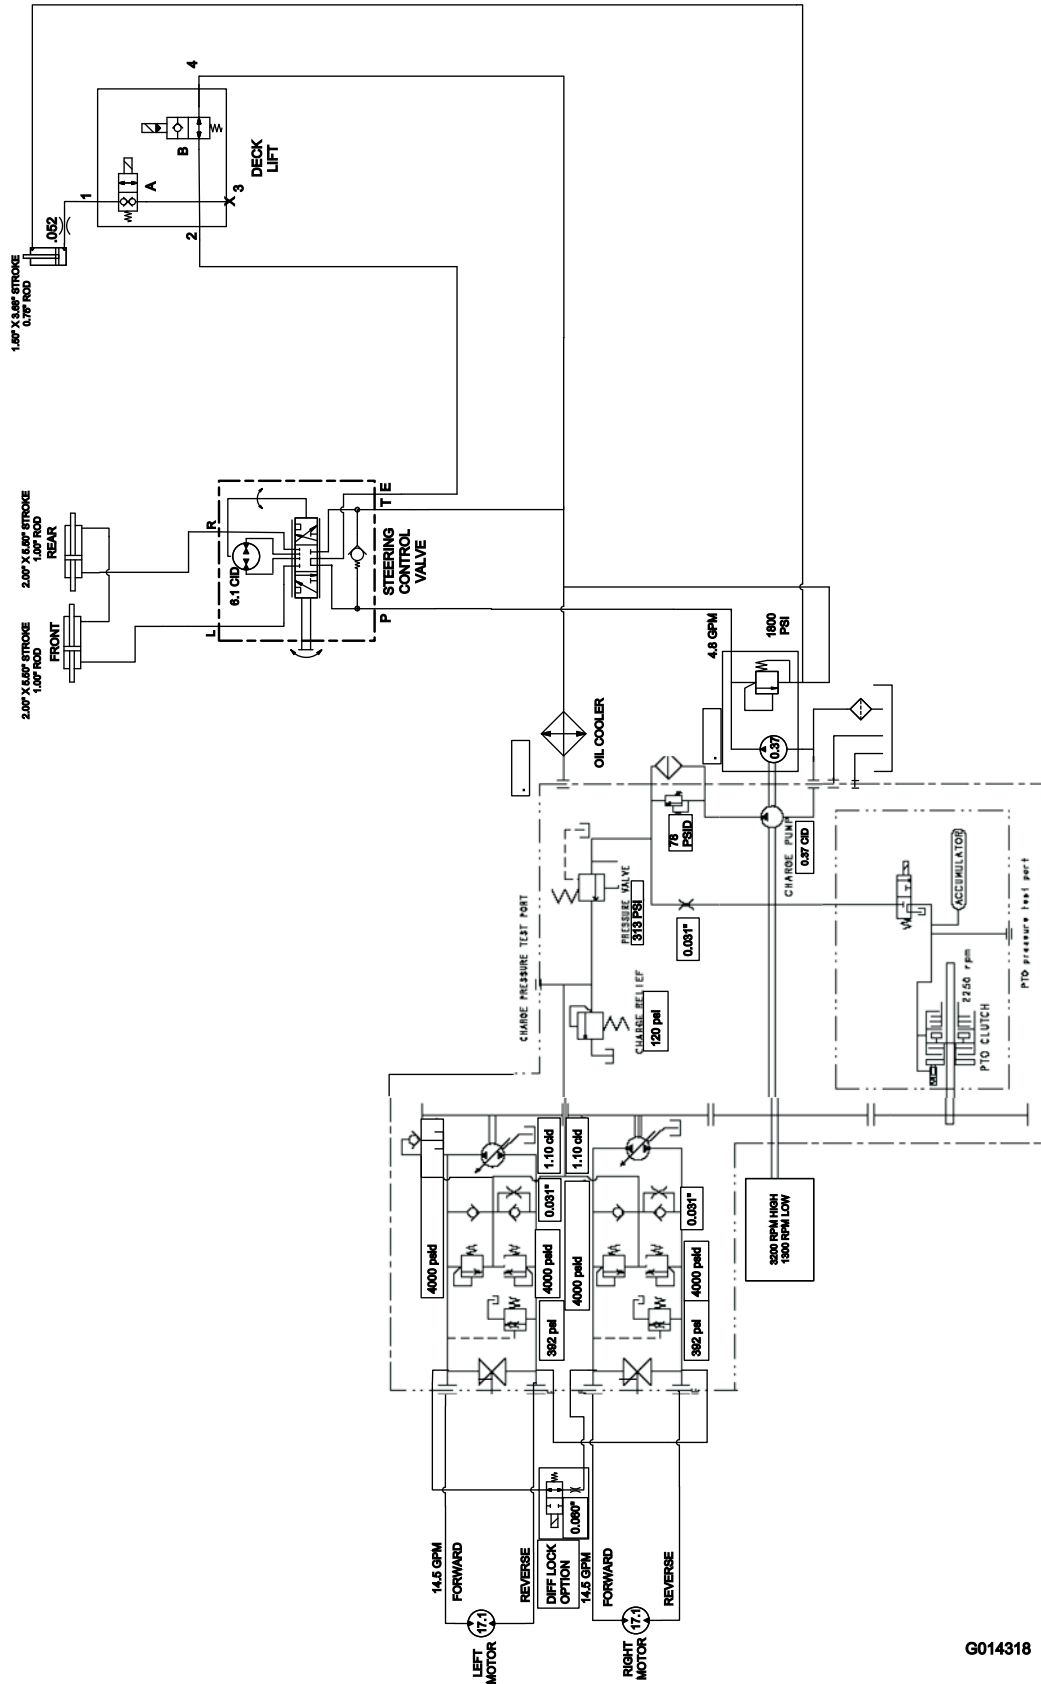 1.50" X 3.66" STROKE
0.75" ROD
.052
1
2
3
4
A
B
DECK
LIFT
2.00" X 5.50" STROKE
1.00" ROD
REAR
2.00" X 5.50" STROKE
1.00" ROD
FRONT
L
R
6.1 CID
P
T
E
STEERING
CONTROL
VALVE
OIL COOLER
4.8 GPM
1800
PSI
0.37
CHARGE PRESSURE TEST PORT
PRESSURE VALVE
313 PSI
78
PSID
CHARGE PUMP
0.37 CID
0.031"
CHARGE RELIEF
120 psi
ACCUMULATOR
2250 rpm
PTO CLUTCH
PTO pressure test port
3200 RPM HIGH
1300 RPM LOW
4000 psid
1.10 cid
0.031"
4000 psid
392 psi
1.10 cid
4000 psid
0.031"
4000 psid
392 psi
14.5 GPM
FORWARD
REVERSE
17.1
LEFT
MOTOR
DIFF LOCK
OPTION
0.060"
14.5 GPM
FORWARD
REVERSE
17.1
RIGHT
MOTOR
G014318